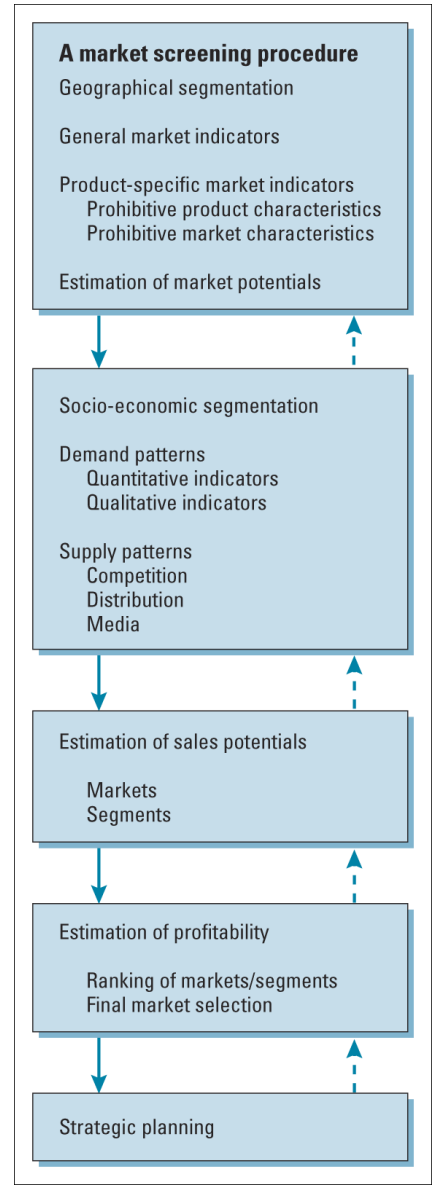 A market screening procedure
Geographical segmentation
General market indicators
Product-specific market indicators
Prohibitive product characteristics
Prohibitive market characteristics
Estimation of market potentials
Socio-economic segmentation
Demand patterns
Quantitative indicators
Qualitative indicators
Supply patterns
Competition
Distribution
Media
Estimation of sales potentials
Markets
Segments
Estimation of profitability
Ranking of markets/segments
Final market selection
Strategic planning